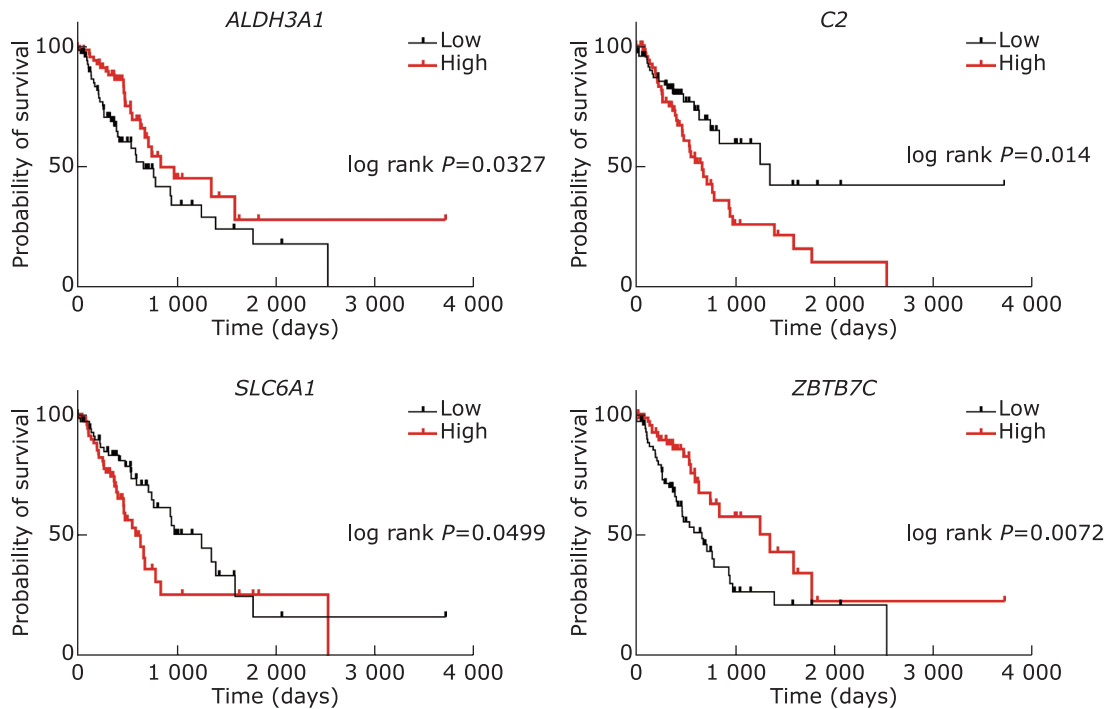 ALDH3A1
Probability of survival
100
50
0
Low
High
log rank P=0.0327
0
1 000
2 000
3 000
4 000
Time (days)
C2
Probability of survival
100
50
0
Low
High
log rank P=0.014
0
1 000
2 000
3 000
4 000
Time (days)
SLC6A1
Probability of survival
100
50
0
Low
High
log rank P=0.0499
0
1 000
2 000
3 000
4 000
Time (days)
ZBTB7C
Probability of survival
100
50
0
Low
High
log rank P=0.0072
0
1 000
2 000
3 000
4 000
Time (days)